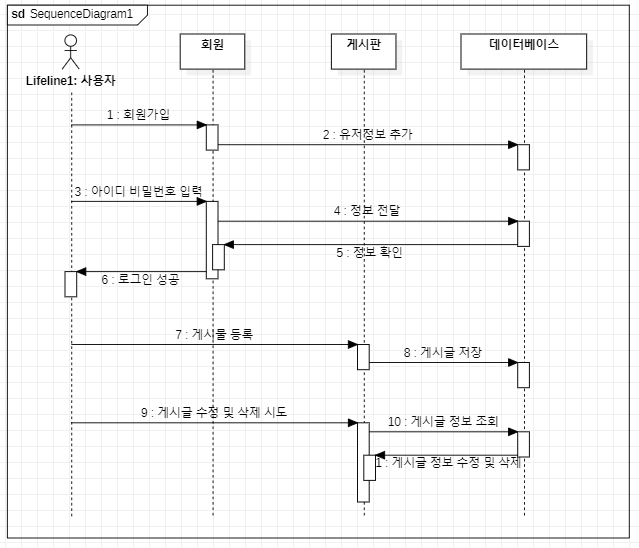 sd SequenceDiagram1
회원
게시판
데이터베이스
Lifeline1: 사용자
1 : 회원가입
2 : 유저정보 추가
3 : 아이디 비밀번호 입력
4 : 정보 전달
5 : 정보 확인
6 : 로그인 성공
7 : 게시물 등록
8 : 게시글 저장
9 : 게시글 수정 및 삭제 시도
10 : 게시글 정보 조회
1 : 게시글 정보 수정 및 삭제